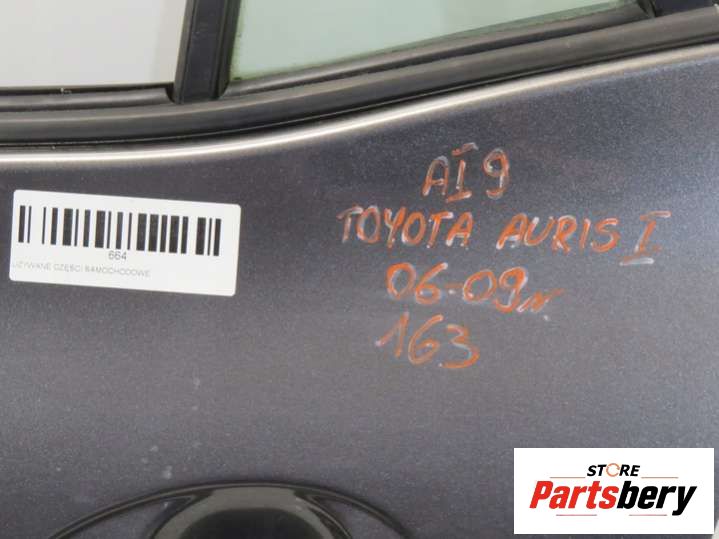 AI9
TOYOTA AURIS I
06-09r.
163
664
UŻYWANE CZĘŚCI SAMOCHODOWE
STORE
Partsbery